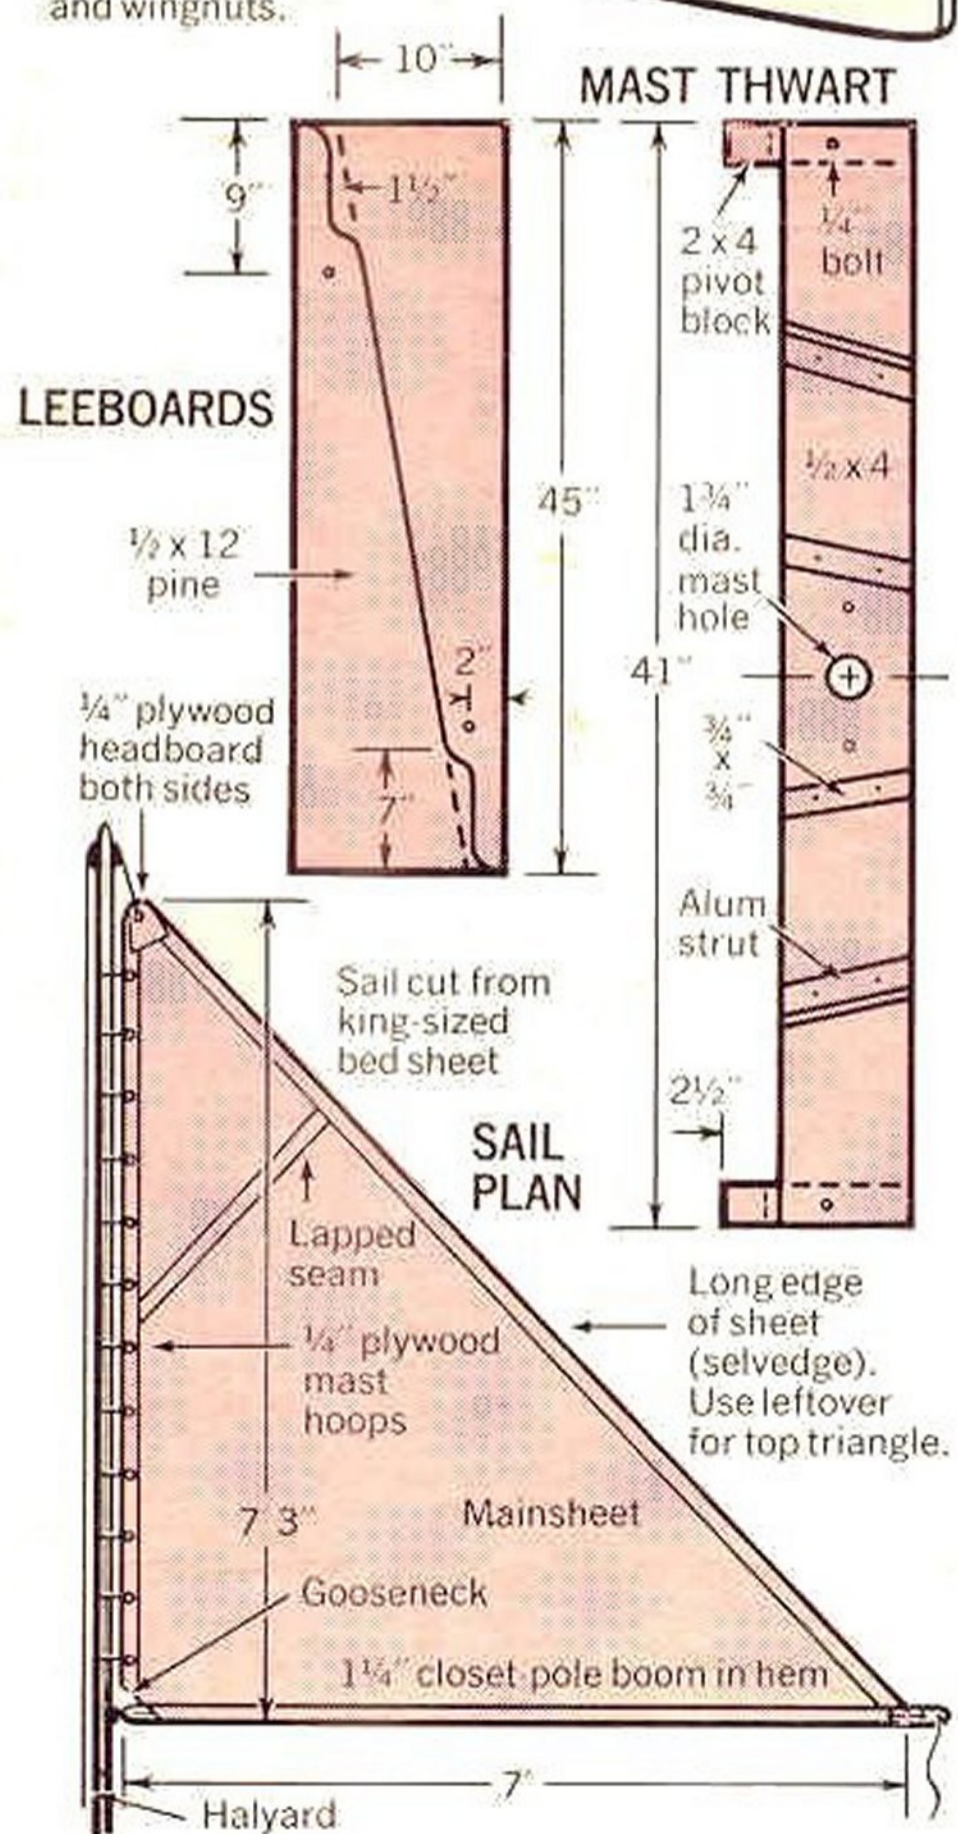 and wingnuts.
10"
MAST THWART
9"
1½"
2 x 4
pivot
block
¼"
bolt
LEEBOARDS
½ x 4
45"
1¾"
dia.
mast
hole
½ x 12
pine
2"
41"
¼" plywood
headboard
both sides
¾"
x
¾"
7"
Alum
strut
Sail cut from
king-sized
bed sheet
2½"
SAIL
PLAN
Lapped
seam
Long edge
of sheet
(selvedge).
Use leftover
for top triangle.
¼" plywood
mast
hoops
7' 3"
Mainsheet
Gooseneck
1¼" closet-pole boom in hem
7'
Halyard